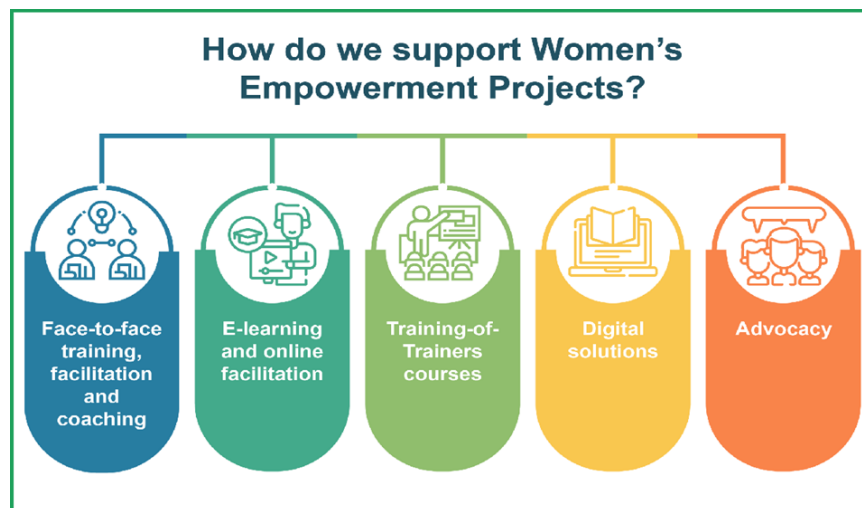 How do we support Women’s
Empowerment Projects?
Face-to-face
training,
facilitation
and
coaching
E-learning
and online
facilitation
Training-of-
Trainers
courses
Digital
solutions
Advocacy